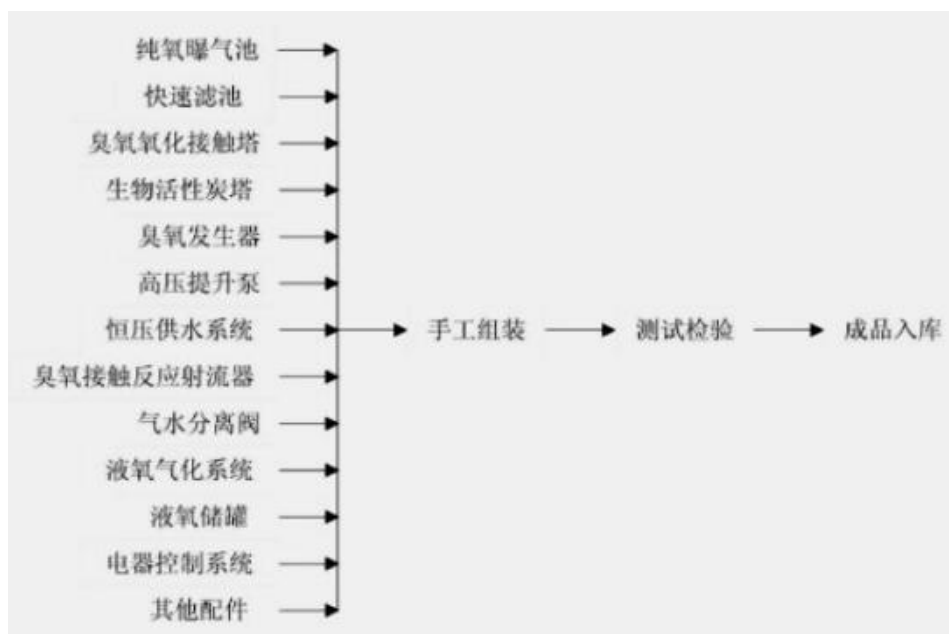 纯氧曝气池
快速滤池
臭氧氧化接触塔
生物活性炭塔
臭氧发生器
高压提升泵
恒压供水系统 手工组装 测试检验 成品入库
臭氧接触反应射流器
气水分离阀
液氧气化系统
液氧储罐
电器控制系统
其他配件